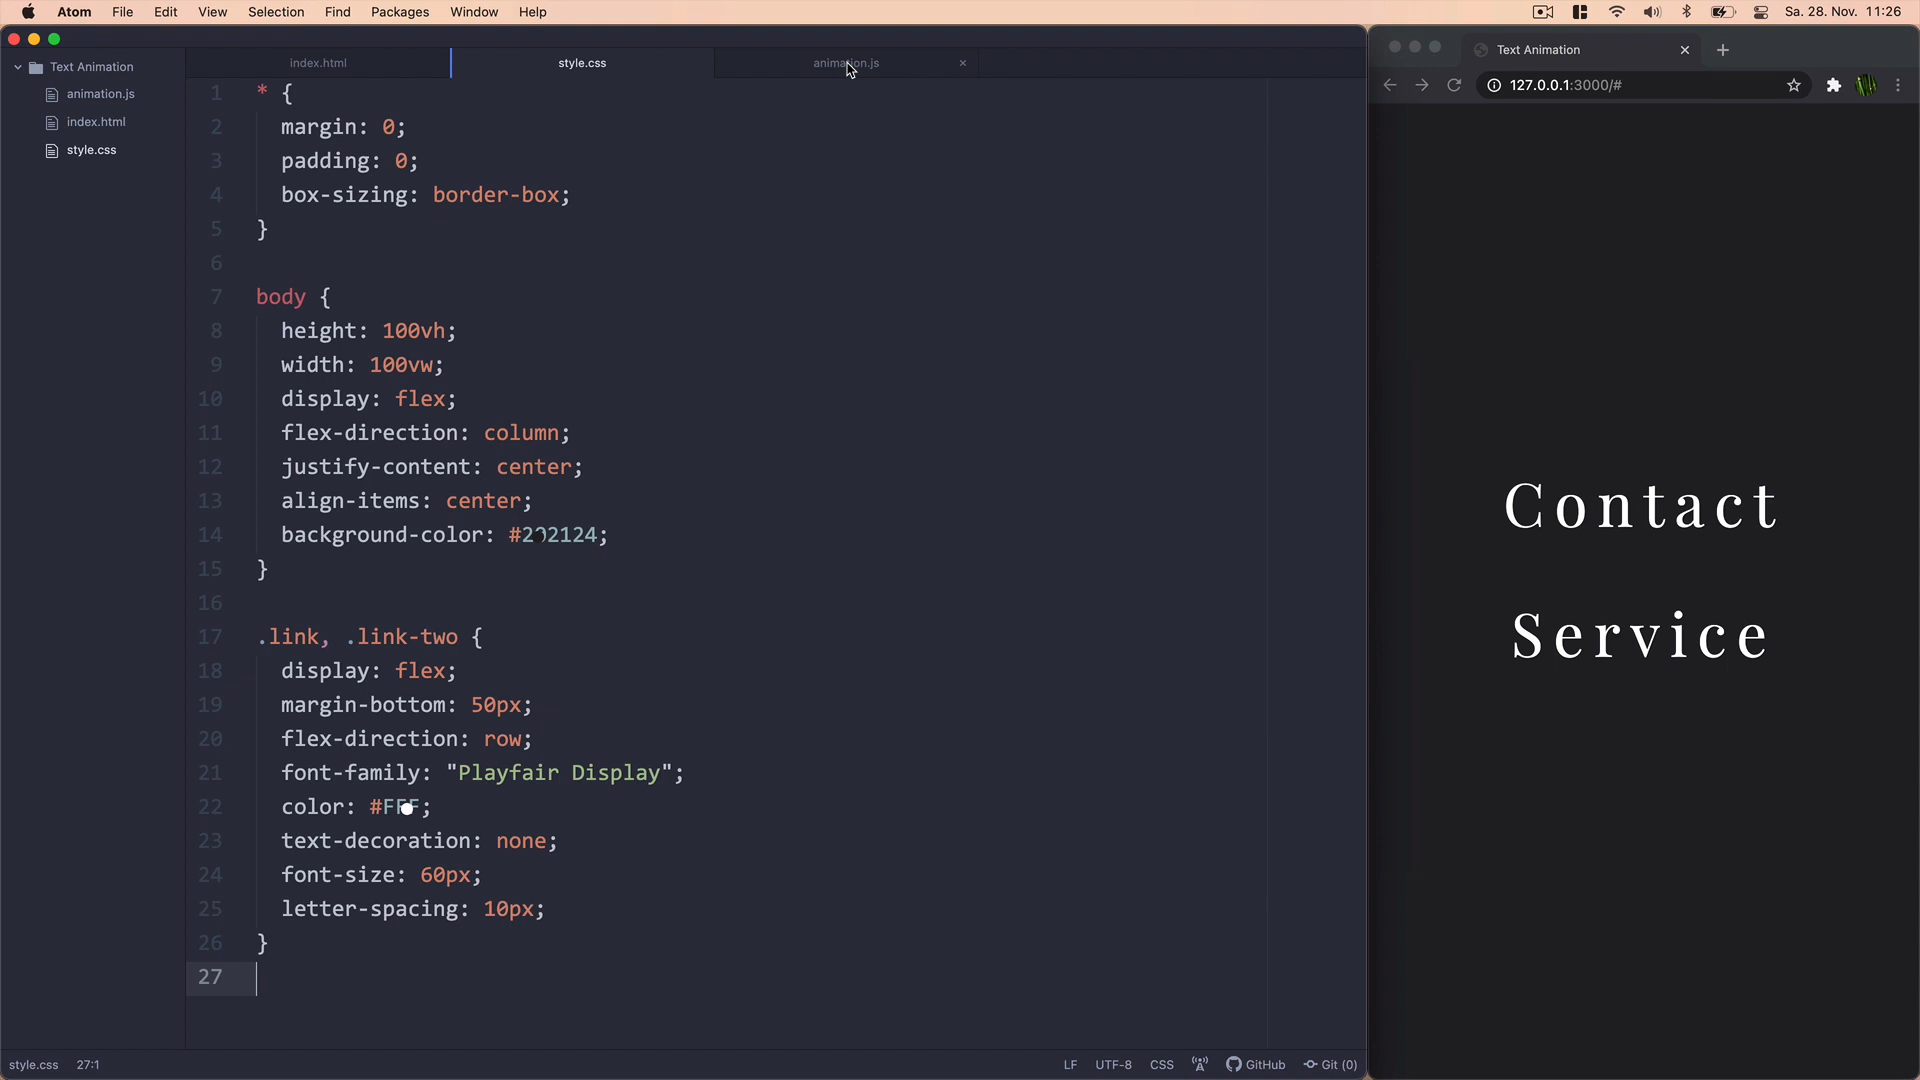 Atom File Edit View Selection Find Packages Window Help
Sa. 28. Nov. 11:26
Text Animation
animation.js
index.html
style.css
index.html
style.css
animation.js
1 * {
2 margin: 0;
3 padding: 0;
4 box-sizing: border-box;
5 }
6
7 body {
8 height: 100vh;
9 width: 100vw;
10 display: flex;
11 flex-direction: column;
12 justify-content: center;
13 align-items: center;
14 background-color: #202124;
15 }
16
17 .link, .link-two {
18 display: flex;
19 margin-bottom: 50px;
20 flex-direction: row;
21 font-family: "Playfair Display";
22 color: #FFF;
23 text-decoration: none;
24 font-size: 60px;
25 letter-spacing: 10px;
26 }
27
style.css 27:1
LF UTF-8 CSS GitHub Git (0)
Text Animation
127.0.0.1:3000/#
Contact
Service